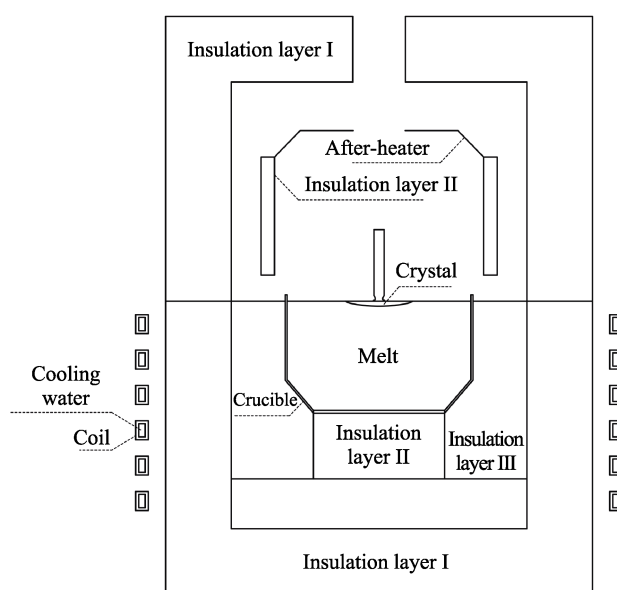 Insulation layer I
After-heater
Insulation layer II
Crystal
Melt
Cooling
water
Crucible
Coil
Insulation
layer II
Insulation
layer III
Insulation layer I